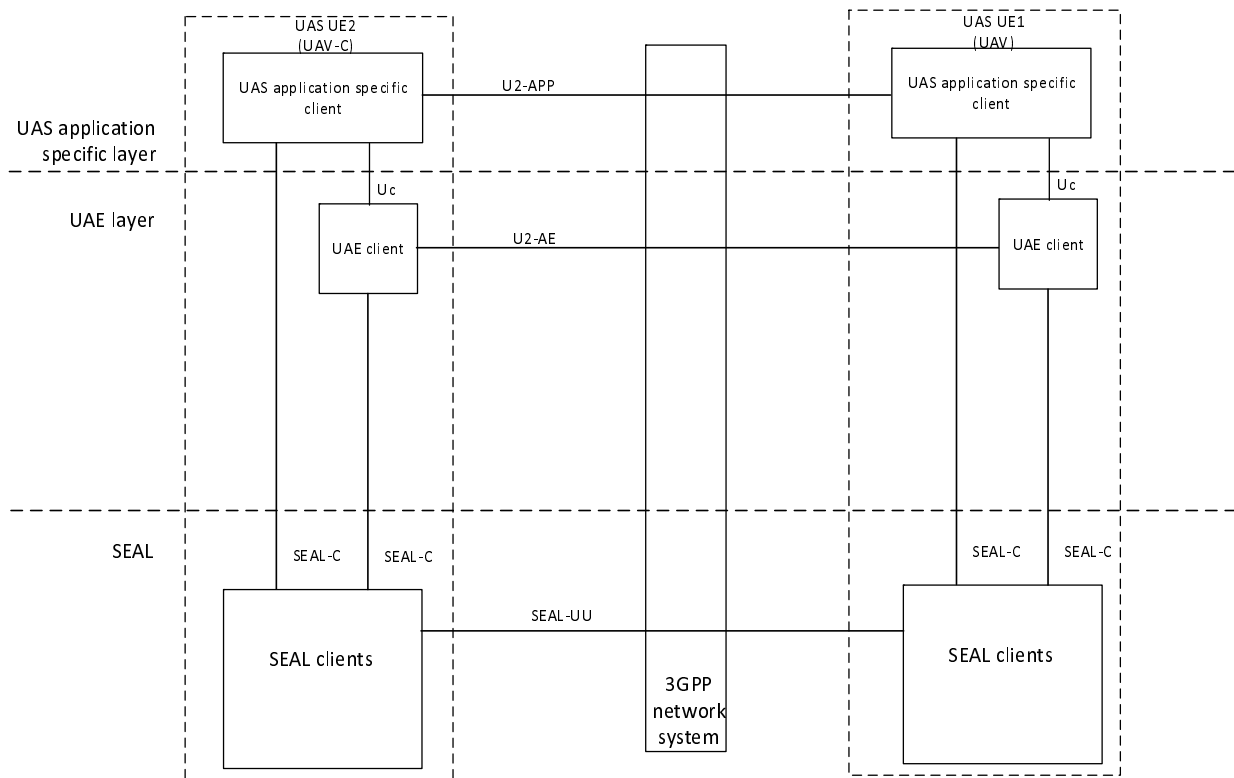 UAS UE2
(UAV-C)
UAS UE1
(UAV)
UAS application specific
client
U2-APP
UAS application specific
client
UAS application
specific layer
Uc
Uc
UAE layer
UAE client
U2-AE
UAE client
SEAL
SEAL-C
SEAL-C
SEAL-C
SEAL-C
SEAL-UU
SEAL clients
SEAL clients
3GPP
network
system